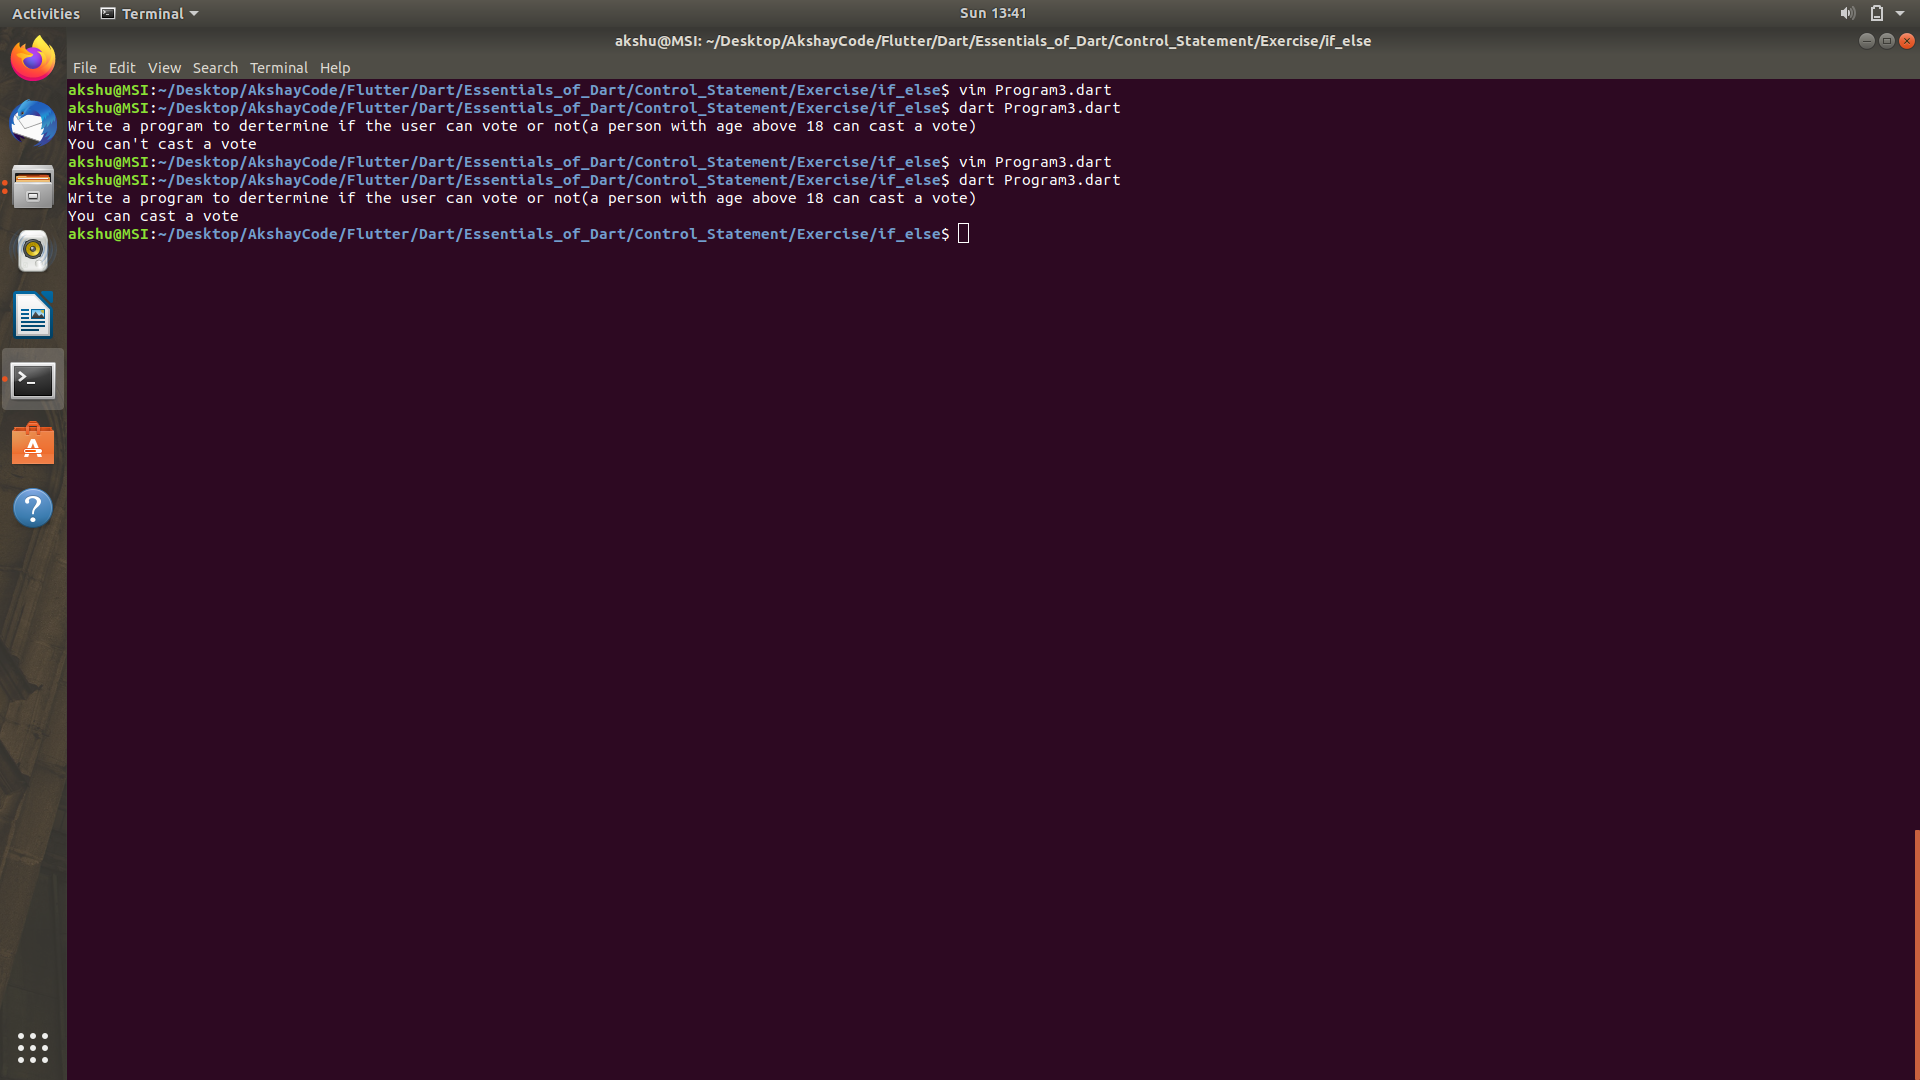 Activities Terminal Sun 13:41
akshu@MSI: ~/Desktop/AkshayCode/Flutter/Dart/Essentials_of_Dart/Control_Statement/Exercise/if_else
File Edit View Search Terminal Help
akshu@MSI:~/Desktop/AkshayCode/Flutter/Dart/Essentials_of_Dart/Control_Statement/Exercise/if_else$ vim Program3.dart
akshu@MSI:~/Desktop/AkshayCode/Flutter/Dart/Essentials_of_Dart/Control_Statement/Exercise/if_else$ dart Program3.dart
Write a program to dertermine if the user can vote or not(a person with age above 18 can cast a vote)
You can't cast a vote
akshu@MSI:~/Desktop/AkshayCode/Flutter/Dart/Essentials_of_Dart/Control_Statement/Exercise/if_else$ vim Program3.dart
akshu@MSI:~/Desktop/AkshayCode/Flutter/Dart/Essentials_of_Dart/Control_Statement/Exercise/if_else$ dart Program3.dart
Write a program to dertermine if the user can vote or not(a person with age above 18 can cast a vote)
You can cast a vote
akshu@MSI:~/Desktop/AkshayCode/Flutter/Dart/Essentials_of_Dart/Control_Statement/Exercise/if_else$